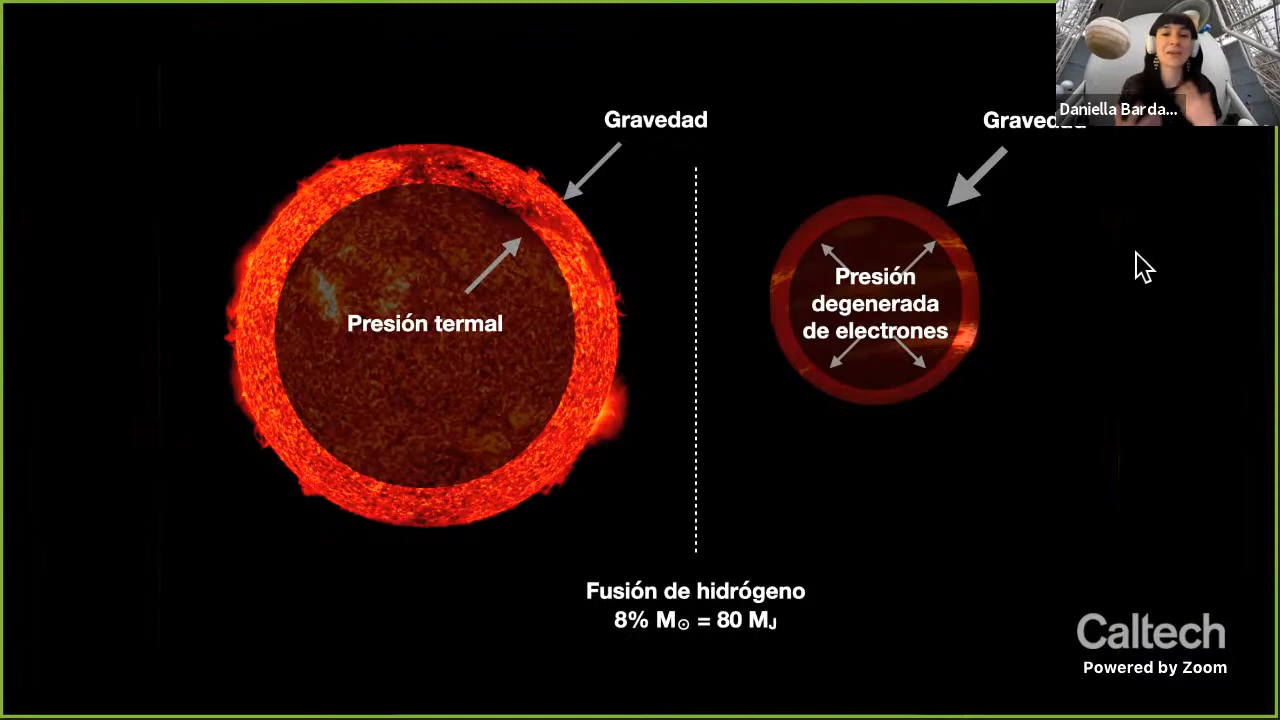 Daniella Barda...
Gravedad
Gravedad
Presión termal
Presión
degenerada
de electrones
Fusión de hidrógeno
8% M☉ = 80 MJ
Caltech
Powered by Zoom